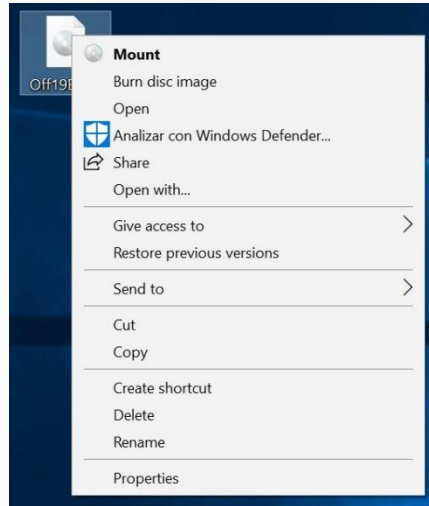 Off19E
Mount
Burn disc image
Open
Analizar con Windows Defender...
Share
Open with...
Give access to
Restore previous versions
Send to
Cut
Copy
Create shortcut
Delete
Rename
Properties